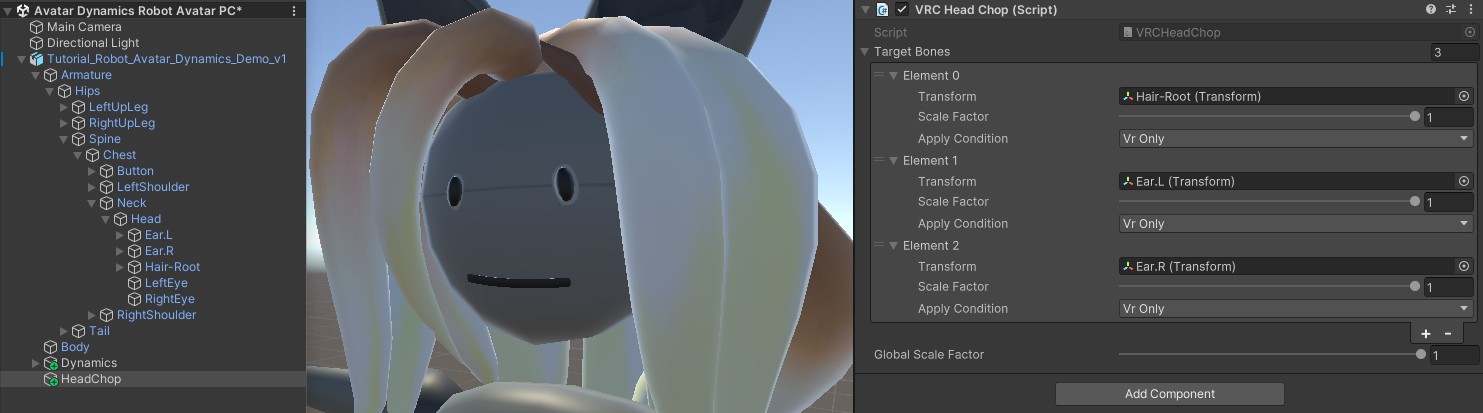 Avatar Dynamics Robot Avatar PC*
Main Camera
Directional Light
Tutorial_Robot_Avatar_Dynamics_Demo_v1
Armature
Hips
LeftUpLeg
RightUpLeg
Spine
Chest
Button
LeftShoulder
Neck
Head
Ear.L
Ear.R
Hair-Root
LeftEye
RightEye
RightShoulder
Tail
Body
Dynamics
HeadChop
VRC Head Chop (Script)
Script VRCHeadChop
Target Bones 3
Element 0
Transform Hair-Root (Transform)
Scale Factor 1
Apply Condition Vr Only
Element 1
Transform Ear.L (Transform)
Scale Factor 1
Apply Condition Vr Only
Element 2
Transform Ear.R (Transform)
Scale Factor 1
Apply Condition Vr Only
Global Scale Factor 1
Add Component